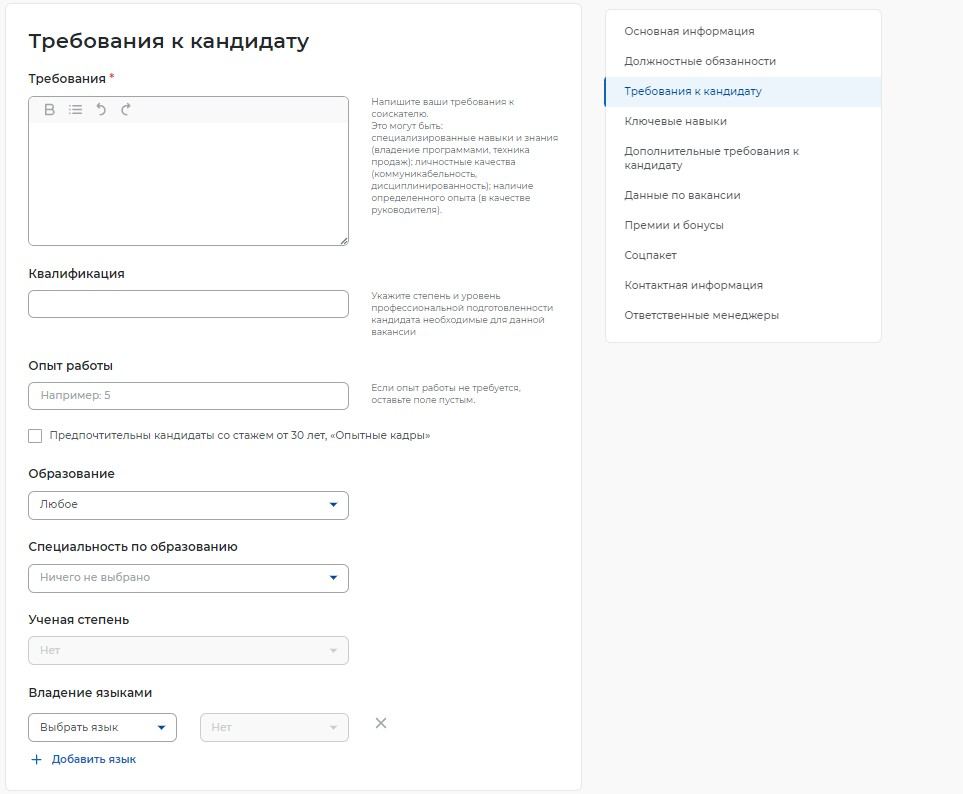 Требования к кандидату
Требования *
B
Напишите ваши требования к
соискателю.
Это могут быть:
специализированные навыки и знания
(владение программами, техника
продаж); личностные качества
(коммуникабельность,
дисциплинированность); наличие
определенного опыта (в качестве
руководителя).
Квалификация
Укажите степень и уровень
профессиональной подготовленности
кандидата необходимые для данной
вакансии
Опыт работы
Например: 5
Если опыт работы не требуется,
оставьте поле пустым.
Предпочтительны кандидаты со стажем от 30 лет, «Опытные кадры»
Образование
Любое
Специальность по образованию
Ничего не выбрано
Ученая степень
Нет
Владение языками
Выбрать язык
Нет
+ Добавить язык
Основная информация
Должностные обязанности
Требования к кандидату
Ключевые навыки
Дополнительные требования к
кандидату
Данные по вакансии
Премии и бонусы
Соцпакет
Контактная информация
Ответственные менеджеры